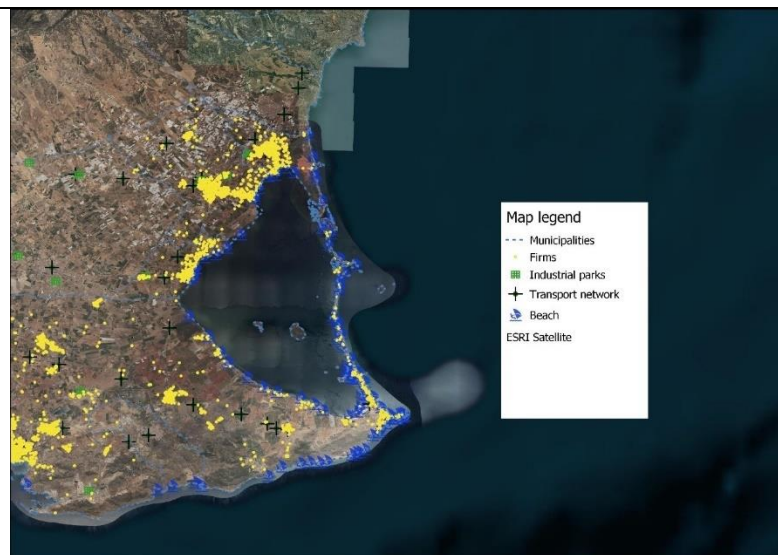 Map legend
Municipalities
Firms
Industrial parks
Transport network
Beach
ESRI Satellite